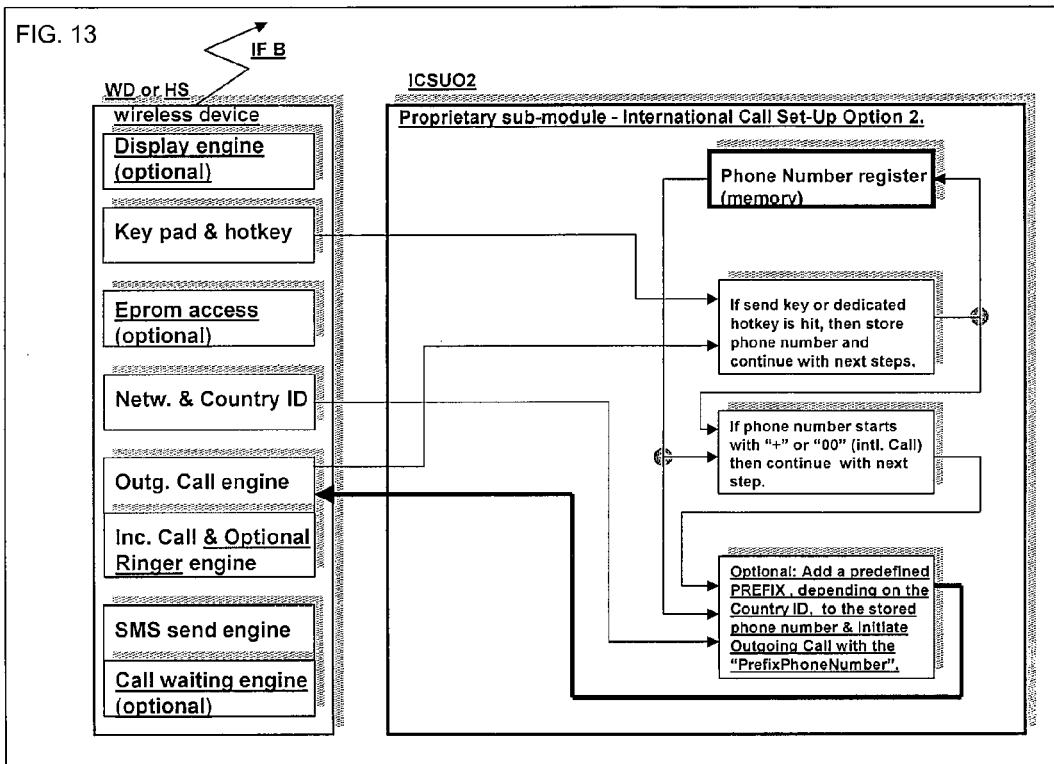 FIG. 13
IF B
WD or HS
wireless device
Display engine
(optional)
Key pad & hotkey
Eprom access
(optional)
Netw. & Country ID
Outg. Call engine
Inc. Call & Optional
Ringer engine
SMS send engine
Call waiting engine
(optional)
ICSUO2
Proprietary sub-module - International Call Set-Up Option 2.
Phone Number register
(memory)
If send key or dedicated
hotkey is hit, then store
phone number and
continue with next steps.
If phone number starts
with "+" or "00" (intl. Call)
then continue with next
step.
Optional: Add a predefined
PREFIX , depending on the
Country ID, to the stored
phone number & Initiate
Outgoing Call with the
"PrefixPhoneNumber".